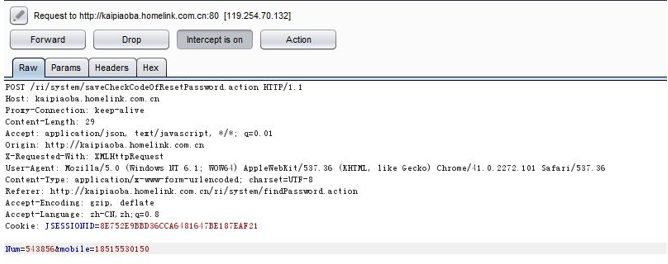 Request to http://kaipiaoba.homelink.com.cn:80 [119.254.70.132]
Forward Drop Intercept is on Action
Raw Params Headers Hex
POST /ri/system/saveCheckCodeOfResetPassword.action HTTP/1.1
Host: kaipiaoba.homelink.com.cn
Proxy-Connection: keep-alive
Content-Length: 29
Accept: application/json, text/javascript, */*; q=0.01
Origin: http://kaipiaoba.homelink.com.cn
X-Requested-With: XMLHttpRequest
User-Agent: Mozilla/5.0 (Windows NT 6.1; WOW64) AppleWebKit/537.36 (KHTML, like Gecko) Chrome/41.0.2272.101 Safari/537.36
Content-Type: application/x-www-form-urlencoded; charset=UTF-8
Referer: http://kaipiaoba.homelink.com.cn/ri/system/findPassword.action
Accept-Encoding: gzip, deflate
Accept-Language: zh-CN,zh;q=0.8
Cookie: JSESSIONID=8E752E9BBD36CCA6481647BE187EAF21
Num=543856&mobile=18515530150